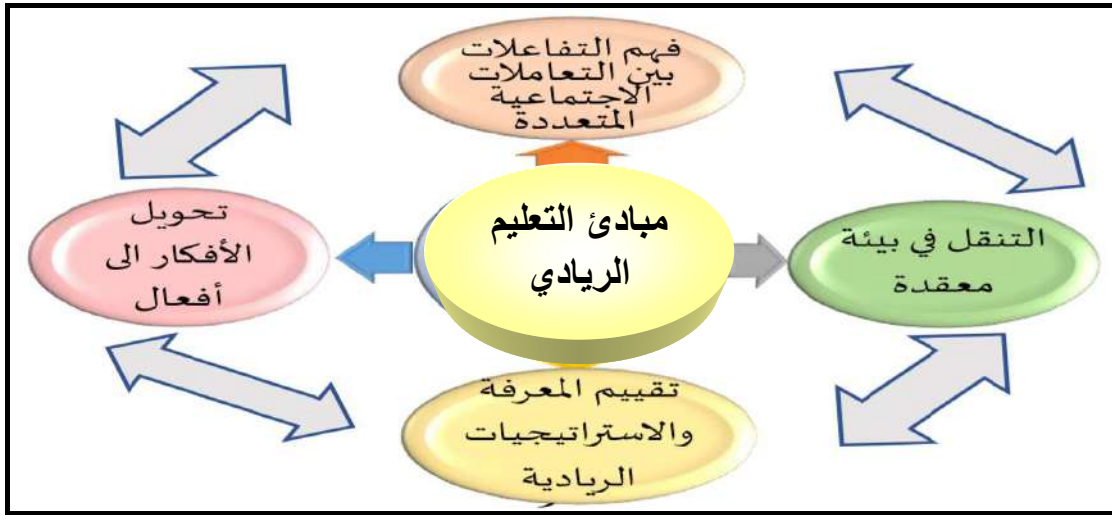 فهم التفاعلات
بين التعاملات
الاجتماعية
المتعددة
تحويل
الأفكار الى
أفعال
مبادئ التعليم
الريادي
التنقل في بيئة
معقدة
تقييم المعرفة
والاستراتيجيات
الريادية